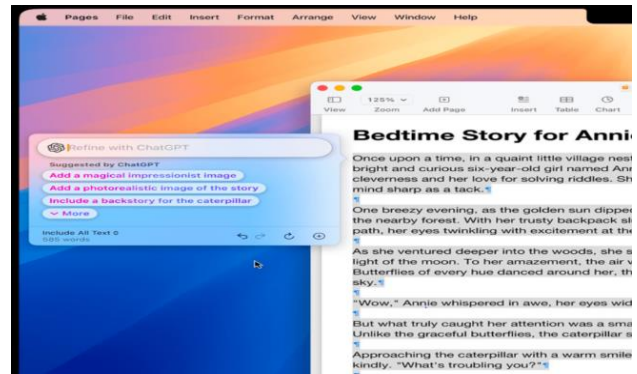 Pages File Edit Insert Format Arrange View Window Help
125%
View Zoom Add Page Insert Table Chart
Refine with ChatGPT
Suggested by ChatGPT
Add a magical impressionist image
Add a photorealistic image of the story
Include a backstory for the caterpillar
More
Include All Text
585 words
Bedtime Story for Anni
Once upon a time, in a quaint little village nest
bright and curious six-year-old girl named Ann
cleverness and her love for solving riddles. Sh
mind sharp as a tack.¶
¶
One breezy evening, as the golden sun dipped
the nearby forest. With her trusty backpack sl
path, her eyes twinkling with excitement at the
¶
As she ventured deeper into the woods, she s
light of the moon. To her amazement, the air w
Butterflies of every hue danced around her, th
sky.¶
¶
"Wow," Annie whispered in awe, her eyes wid
¶
But what truly caught her attention was a sma
Unlike the graceful butterflies, the caterpillar s
¶
Approaching the caterpillar with a warm smile
kindly. "What's troubling you?"¶